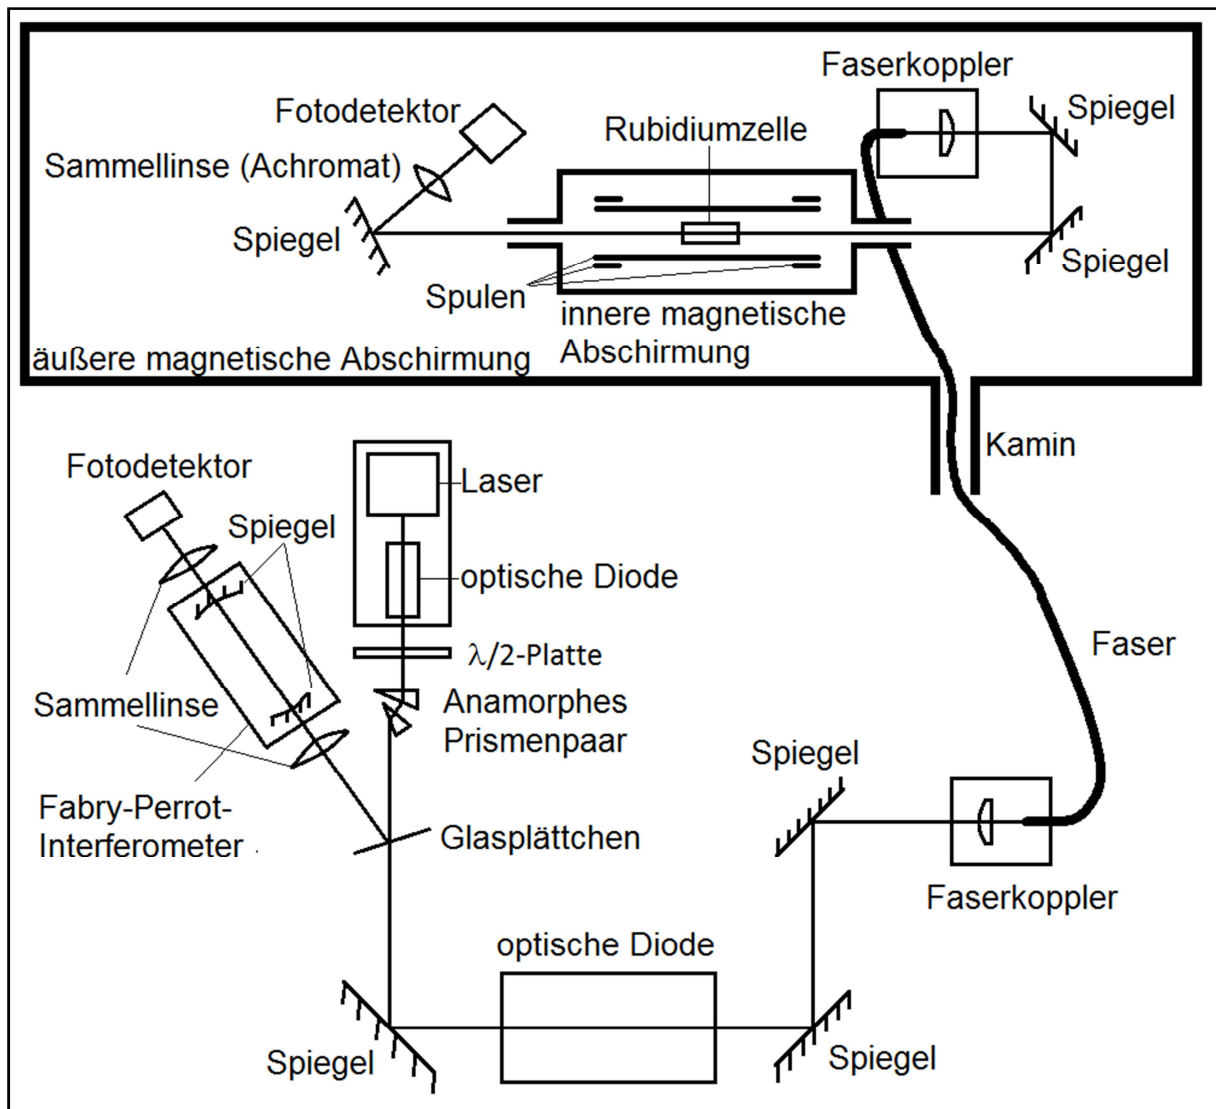 Faserkoppler
Fotodetektor
Spiegel
Rubidiumzelle
Sammellinse (Achromat)
Spiegel
Spiegel
Spulen
innere magnetische
Abschirmung
äußere magnetische Abschirmung
Kamin
Fotodetektor
Laser
Spiegel
optische Diode
λ/2-Platte
Faser
Sammellinse
Anamorphes
Prismenpaar
Spiegel
Fabry-Perrot-
Interferometer
Glasplättchen
Faserkoppler
optische Diode
Spiegel
Spiegel